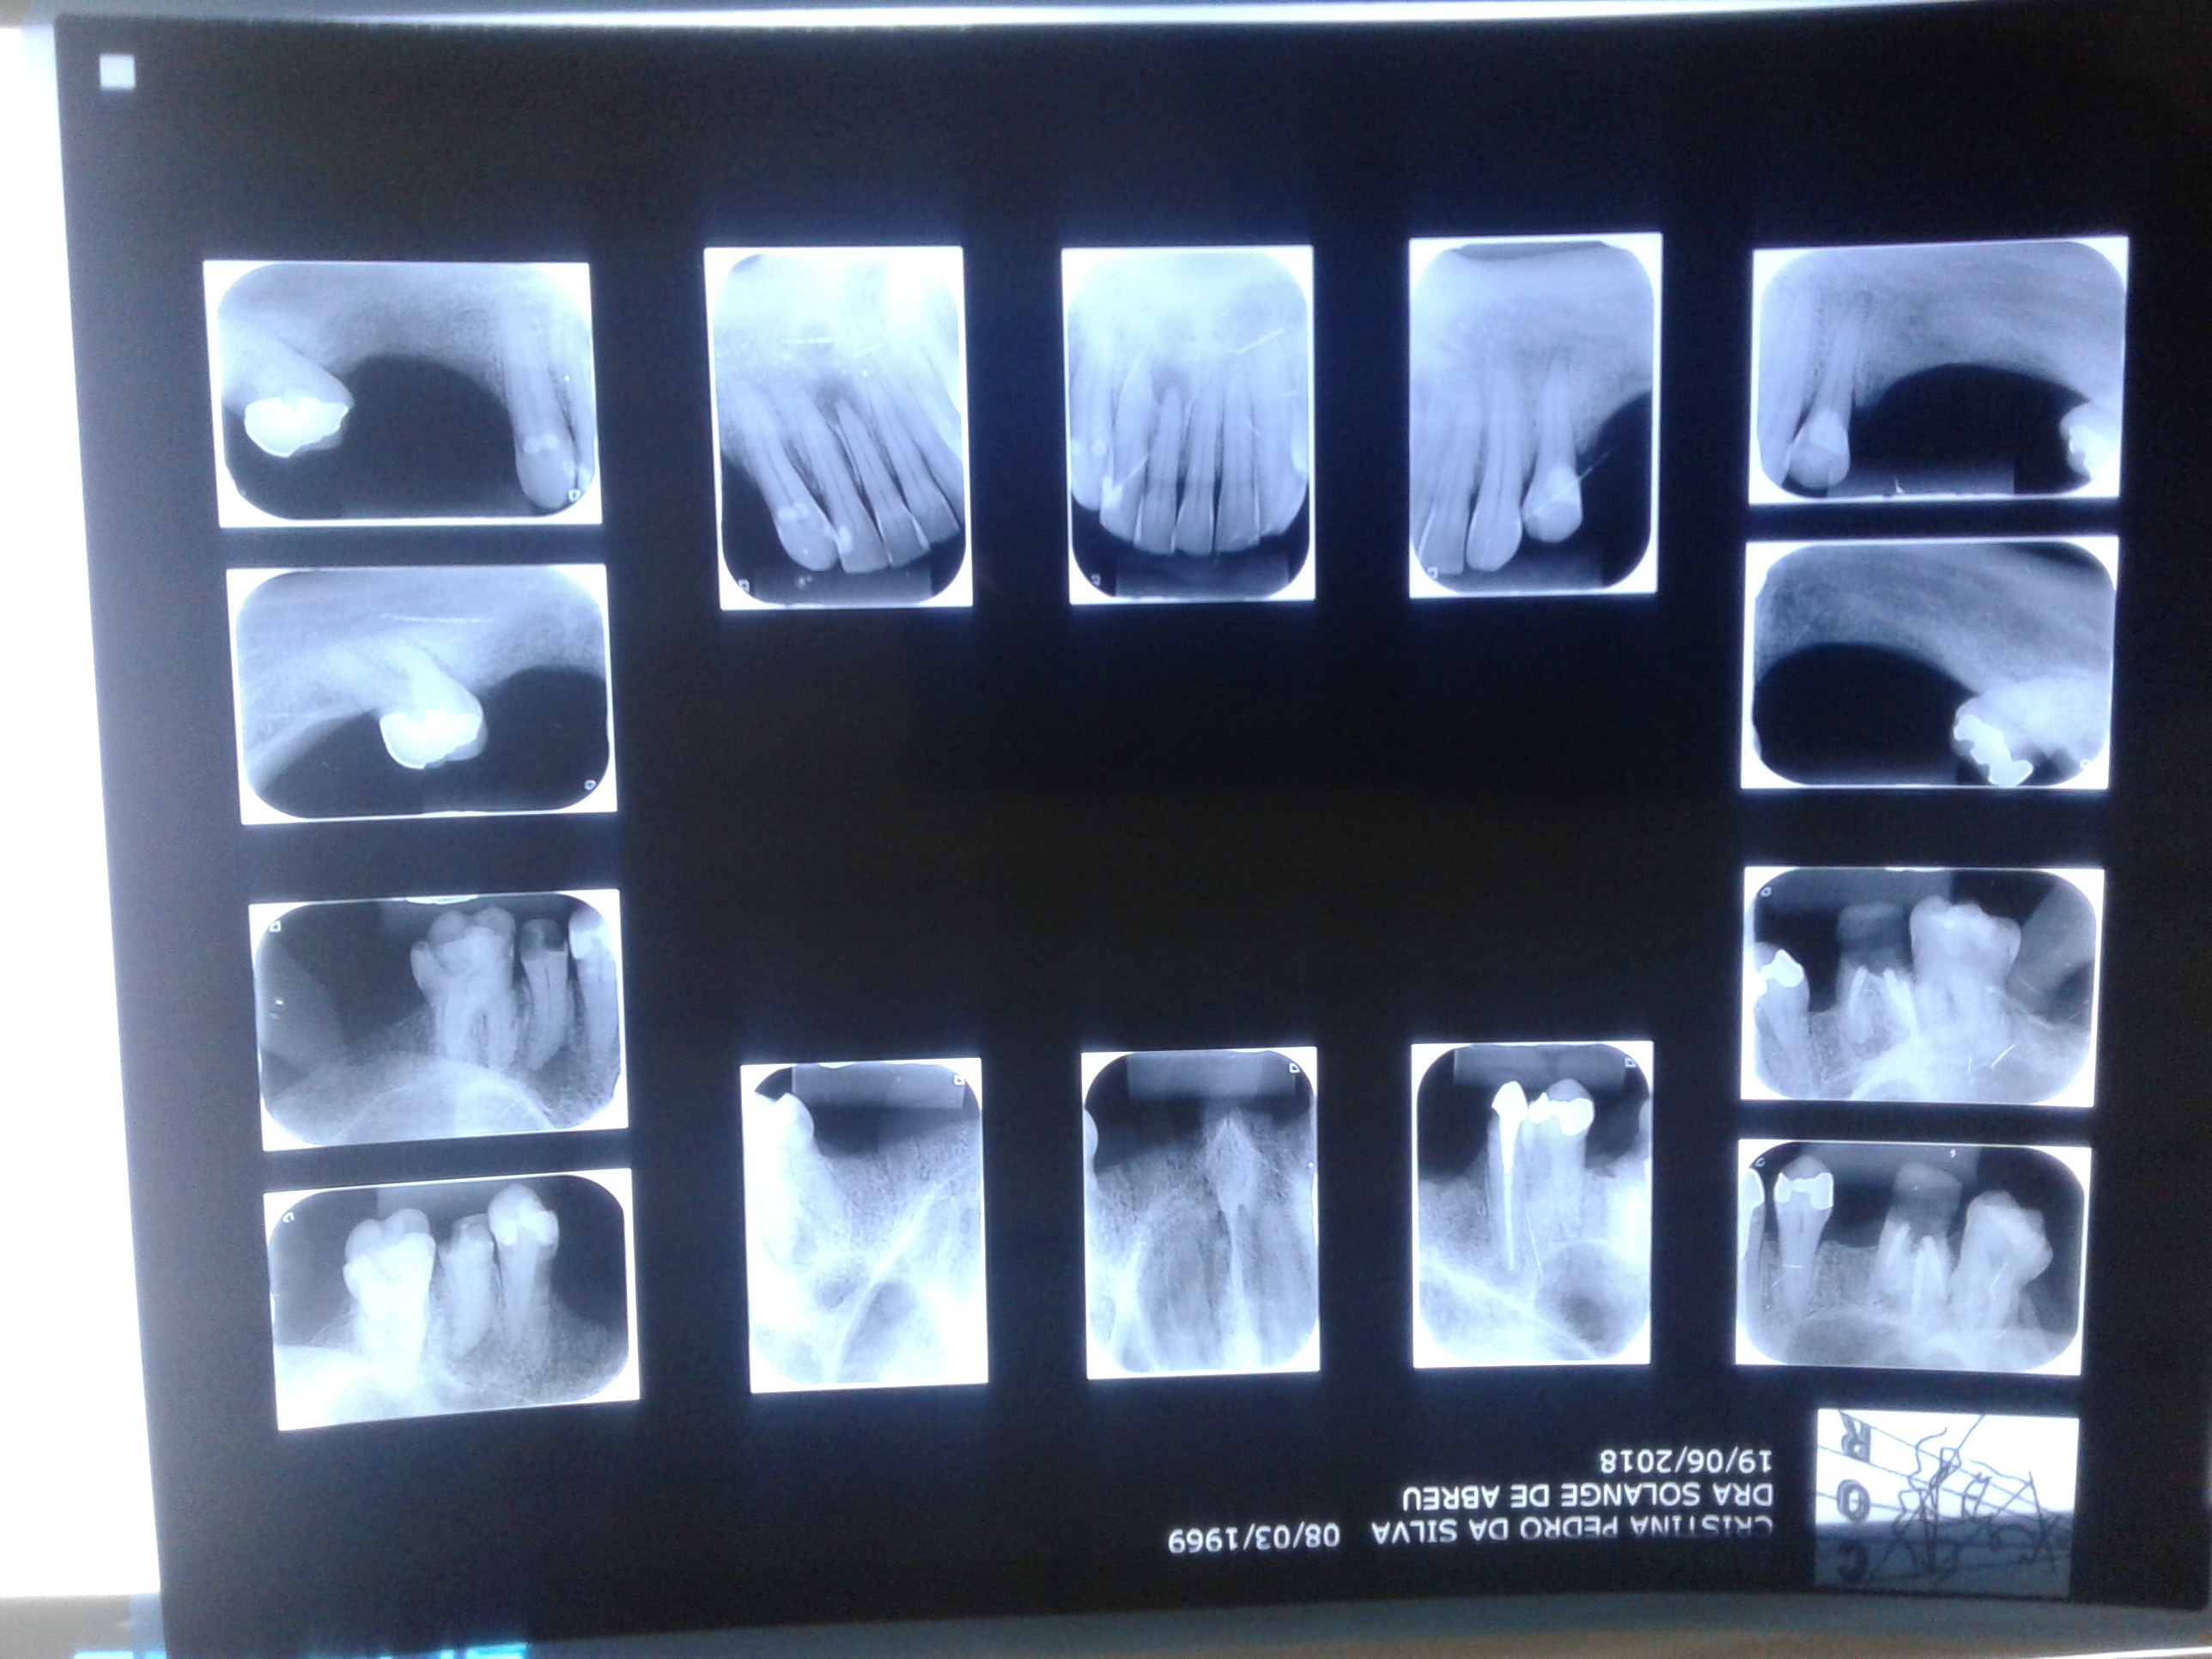 CRISTINA PEDRO DA SILVA 08/03/1969
DRA SOLANGE DE ABREU
19/06/2018
C
O
R